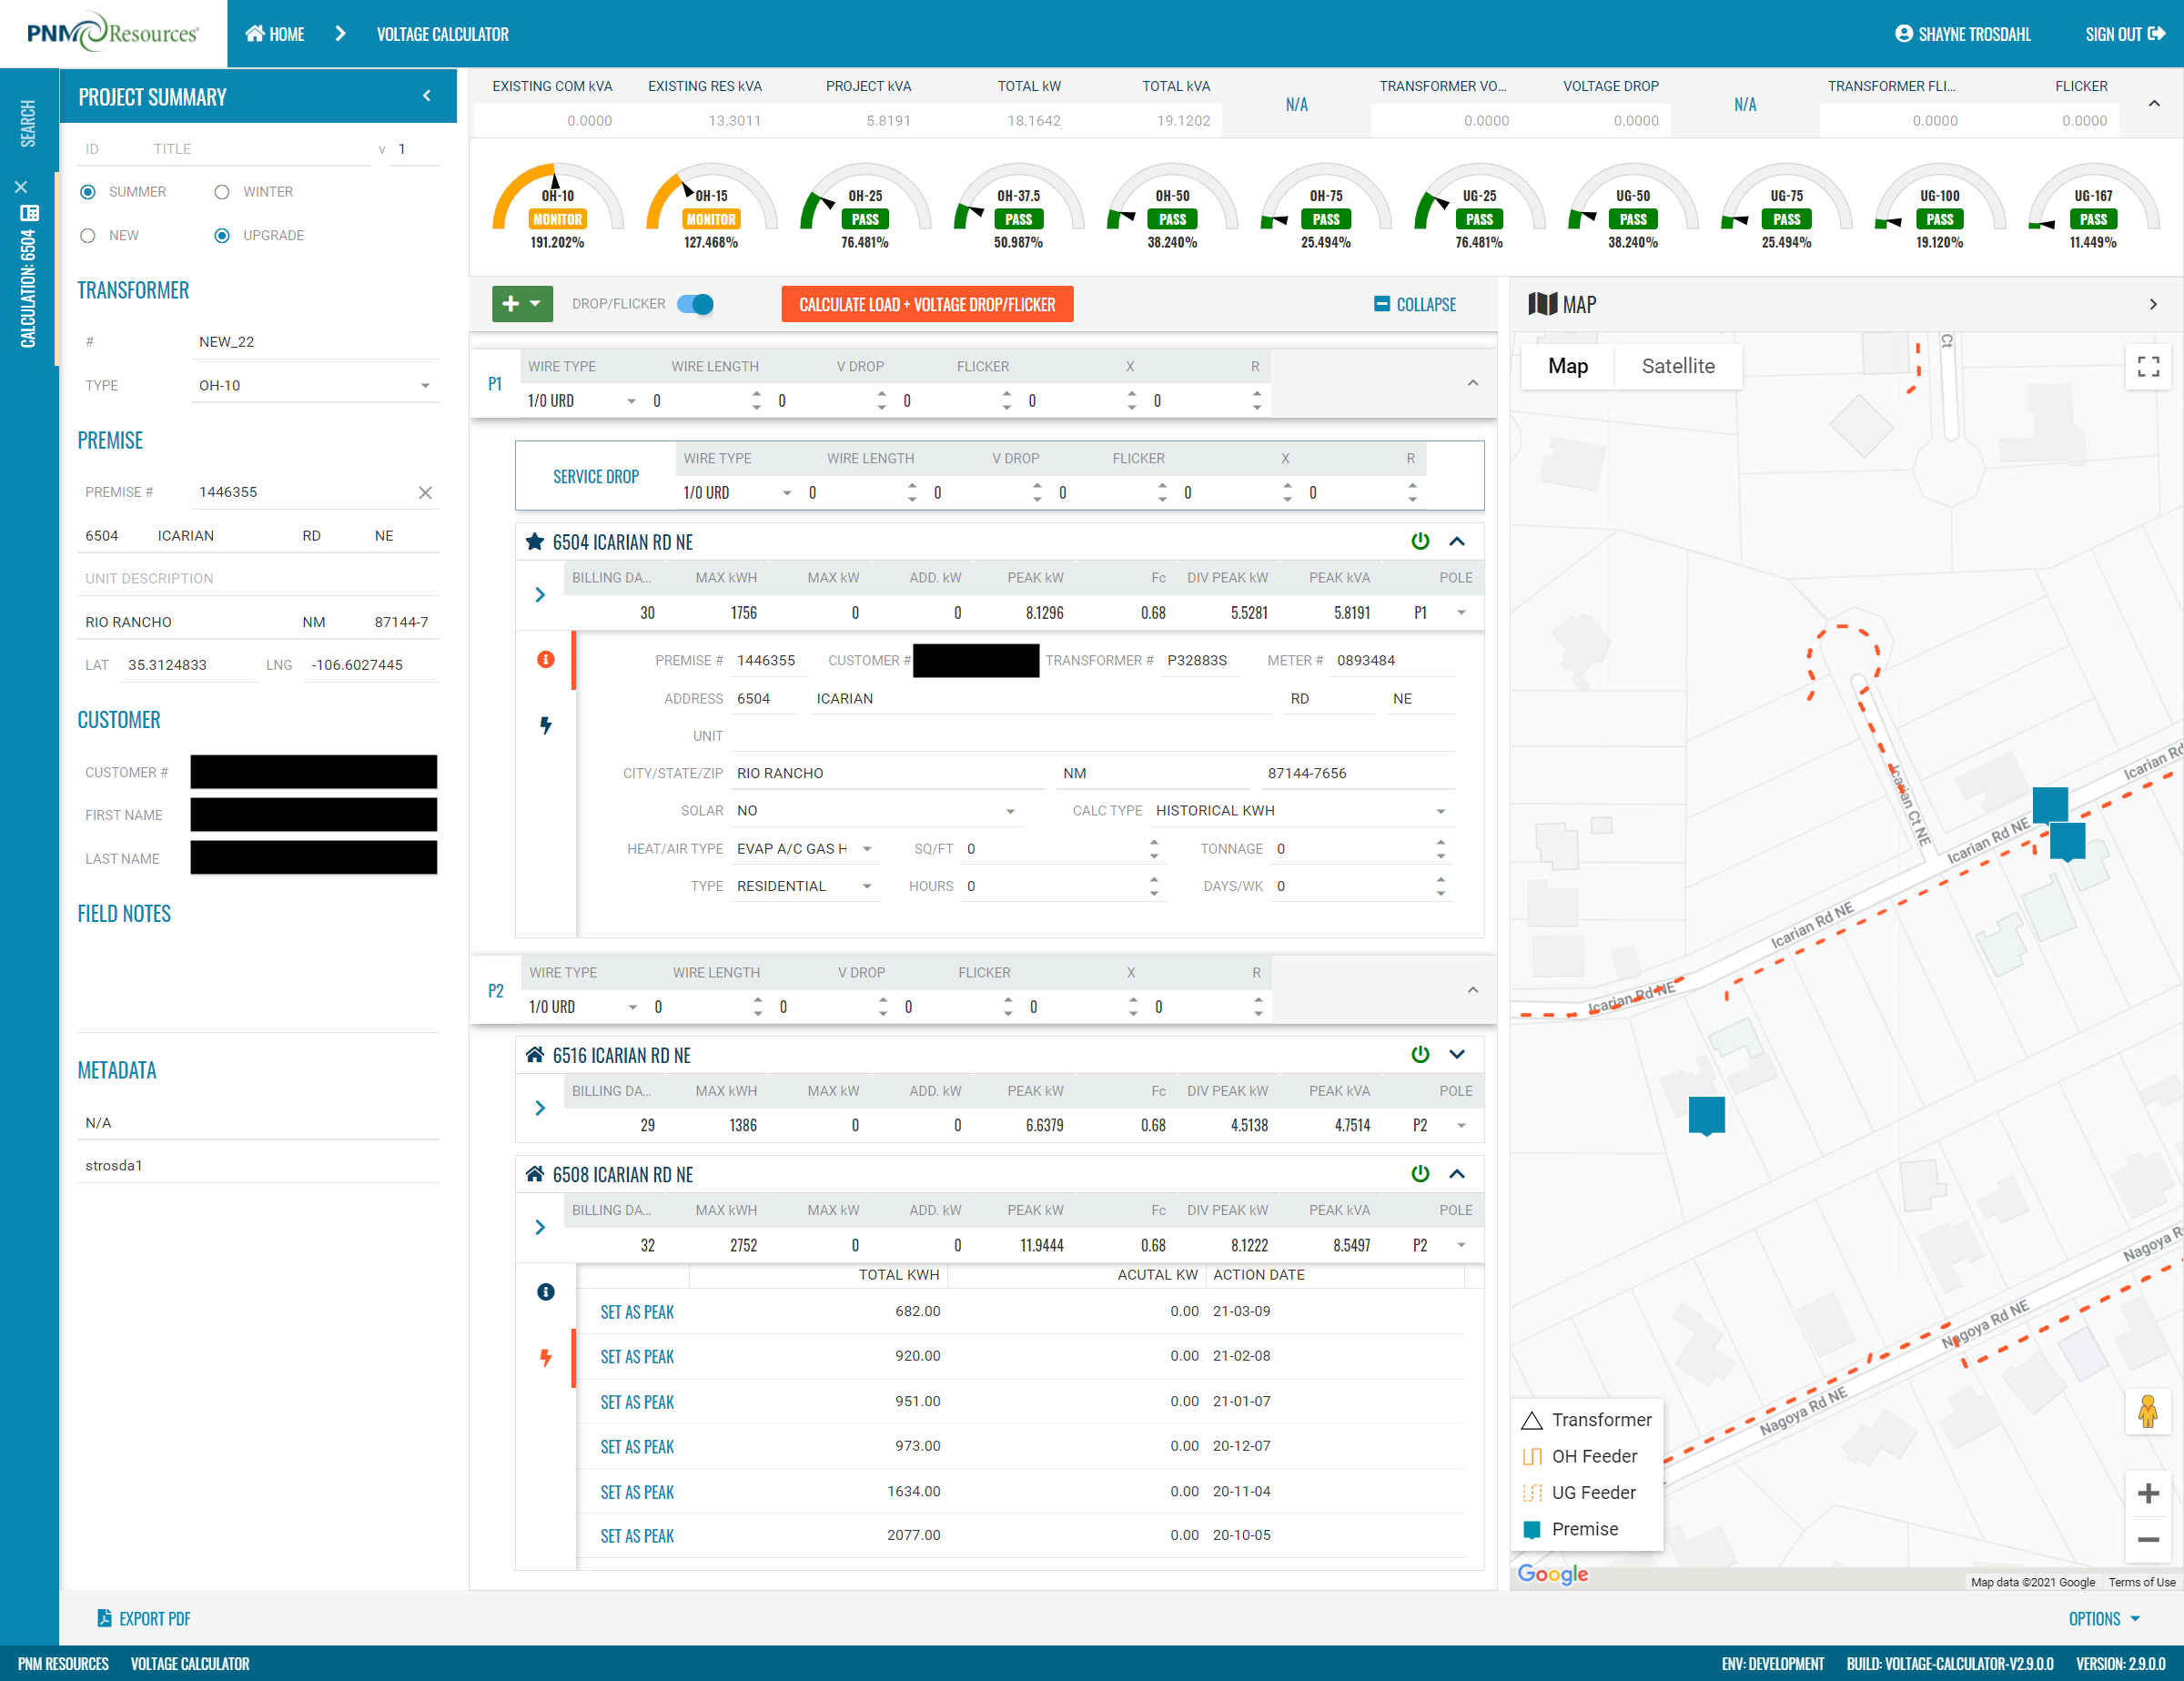 PNM Resources
HOME
VOLTAGE CALCULATOR
SHAYNE TROSDAHL
SIGN OUT
SEARCH
CALCULATION: 6504
PROJECT SUMMARY
ID TITLE v 1
SUMMER WINTER
NEW UPGRADE
TRANSFORMER
# NEW_22
TYPE OH-10
PREMISE
PREMISE # 1446355
6504 ICARIAN RD NE
UNIT DESCRIPTION
RIO RANCHO NM 87144-7
LAT 35.3124833 LNG -106.6027445
CUSTOMER
CUSTOMER #
FIRST NAME
LAST NAME
FIELD NOTES
METADATA
N/A
strosda1
EXISTING COM kVA EXISTING RES kVA PROJECT kVA TOTAL kW TOTAL kVA N/A TRANSFORMER VO... VOLTAGE DROP N/A TRANSFORMER FLI... FLICKER
0.0000 13.3011 5.8191 18.1642 19.1202 0.0000 0.0000 0.0000 0.0000
OH-10 OH-15 OH-25 OH-37.5 OH-50 OH-75 UG-25 UG-50 UG-75 UG-100 UG-167
MONITOR MONITOR PASS PASS PASS PASS PASS PASS PASS PASS PASS
191.202% 127.468% 76.481% 50.987% 38.240% 25.494% 76.481% 38.240% 25.494% 19.120% 11.449%
DROP/FLICKER CALCULATE LOAD + VOLTAGE DROP/FLICKER COLLAPSE
P1
WIRE TYPE WIRE LENGTH V DROP FLICKER X R
1/0 URD 0 0 0 0 0
SERVICE DROP
WIRE TYPE WIRE LENGTH V DROP FLICKER X R
1/0 URD 0 0 0 0 0
6504 ICARIAN RD NE
BILLING DA... MAX KWH MAX kW ADD. kW PEAK kW Fc DIV PEAK kW PEAK kVA POLE
30 1756 0 0 8.1296 0.68 5.5281 5.8191 P1
PREMISE # 1446355 CUSTOMER # TRANSFORMER # P32883S METER # 0893484
ADDRESS 6504 ICARIAN RD NE
UNIT
CITY/STATE/ZIP RIO RANCHO NM 87144-7656
SOLAR NO CALC TYPE HISTORICAL KWH
HEAT/AIR TYPE EVAP A/C GAS H SQ/FT 0 TONNAGE 0
TYPE RESIDENTIAL HOURS 0 DAYS/WK 0
P2
WIRE TYPE WIRE LENGTH V DROP FLICKER X R
1/0 URD 0 0 0 0 0
6516 ICARIAN RD NE
BILLING DA... MAX KWH MAX kW ADD. kW PEAK kW Fc DIV PEAK kW PEAK kVA POLE
29 1386 0 0 6.6379 0.68 4.5138 4.7514 P2
6508 ICARIAN RD NE
BILLING DA... MAX KWH MAX kW ADD. kW PEAK kW Fc DIV PEAK kW PEAK kVA POLE
32 2752 0 0 11.9444 0.68 8.1222 8.5497 P2
TOTAL KWH ACUTAL KW ACTION DATE
SET AS PEAK 682.00 0.00 21-03-09
SET AS PEAK 920.00 0.00 21-02-08
SET AS PEAK 951.00 0.00 21-01-07
SET AS PEAK 973.00 0.00 20-12-07
SET AS PEAK 1634.00 0.00 20-11-04
SET AS PEAK 2077.00 0.00 20-10-05
MAP
Map Satellite
Ct
Icarian Rd
Icarian Ct NE
Icarian Rd NE
Icarian Rd NE
Icarian Rd NE
Nagoya R
Nagoya Rd NE
Nagoya Rd NE
Transformer
OH Feeder
UG Feeder
Premise
Google
Map data ©2021 Google Terms of Use
EXPORT PDF
OPTIONS
PNM RESOURCES VOLTAGE CALCULATOR
ENV: DEVELOPMENT BUILD: VOLTAGE-CALCULATOR-V2.9.0.0 VERSION: 2.9.0.0